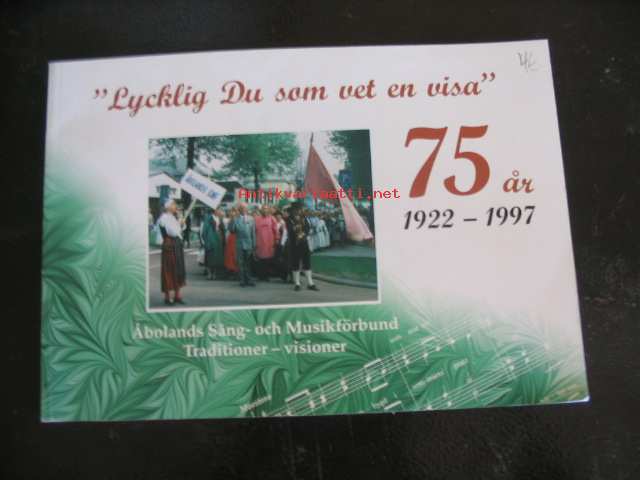 "Lycklig Du som vet en visa"
75 år
1922 – 1997
Antikvariaatti.net
Åbolands Sång- och Musikförbund
Traditioner – visioner